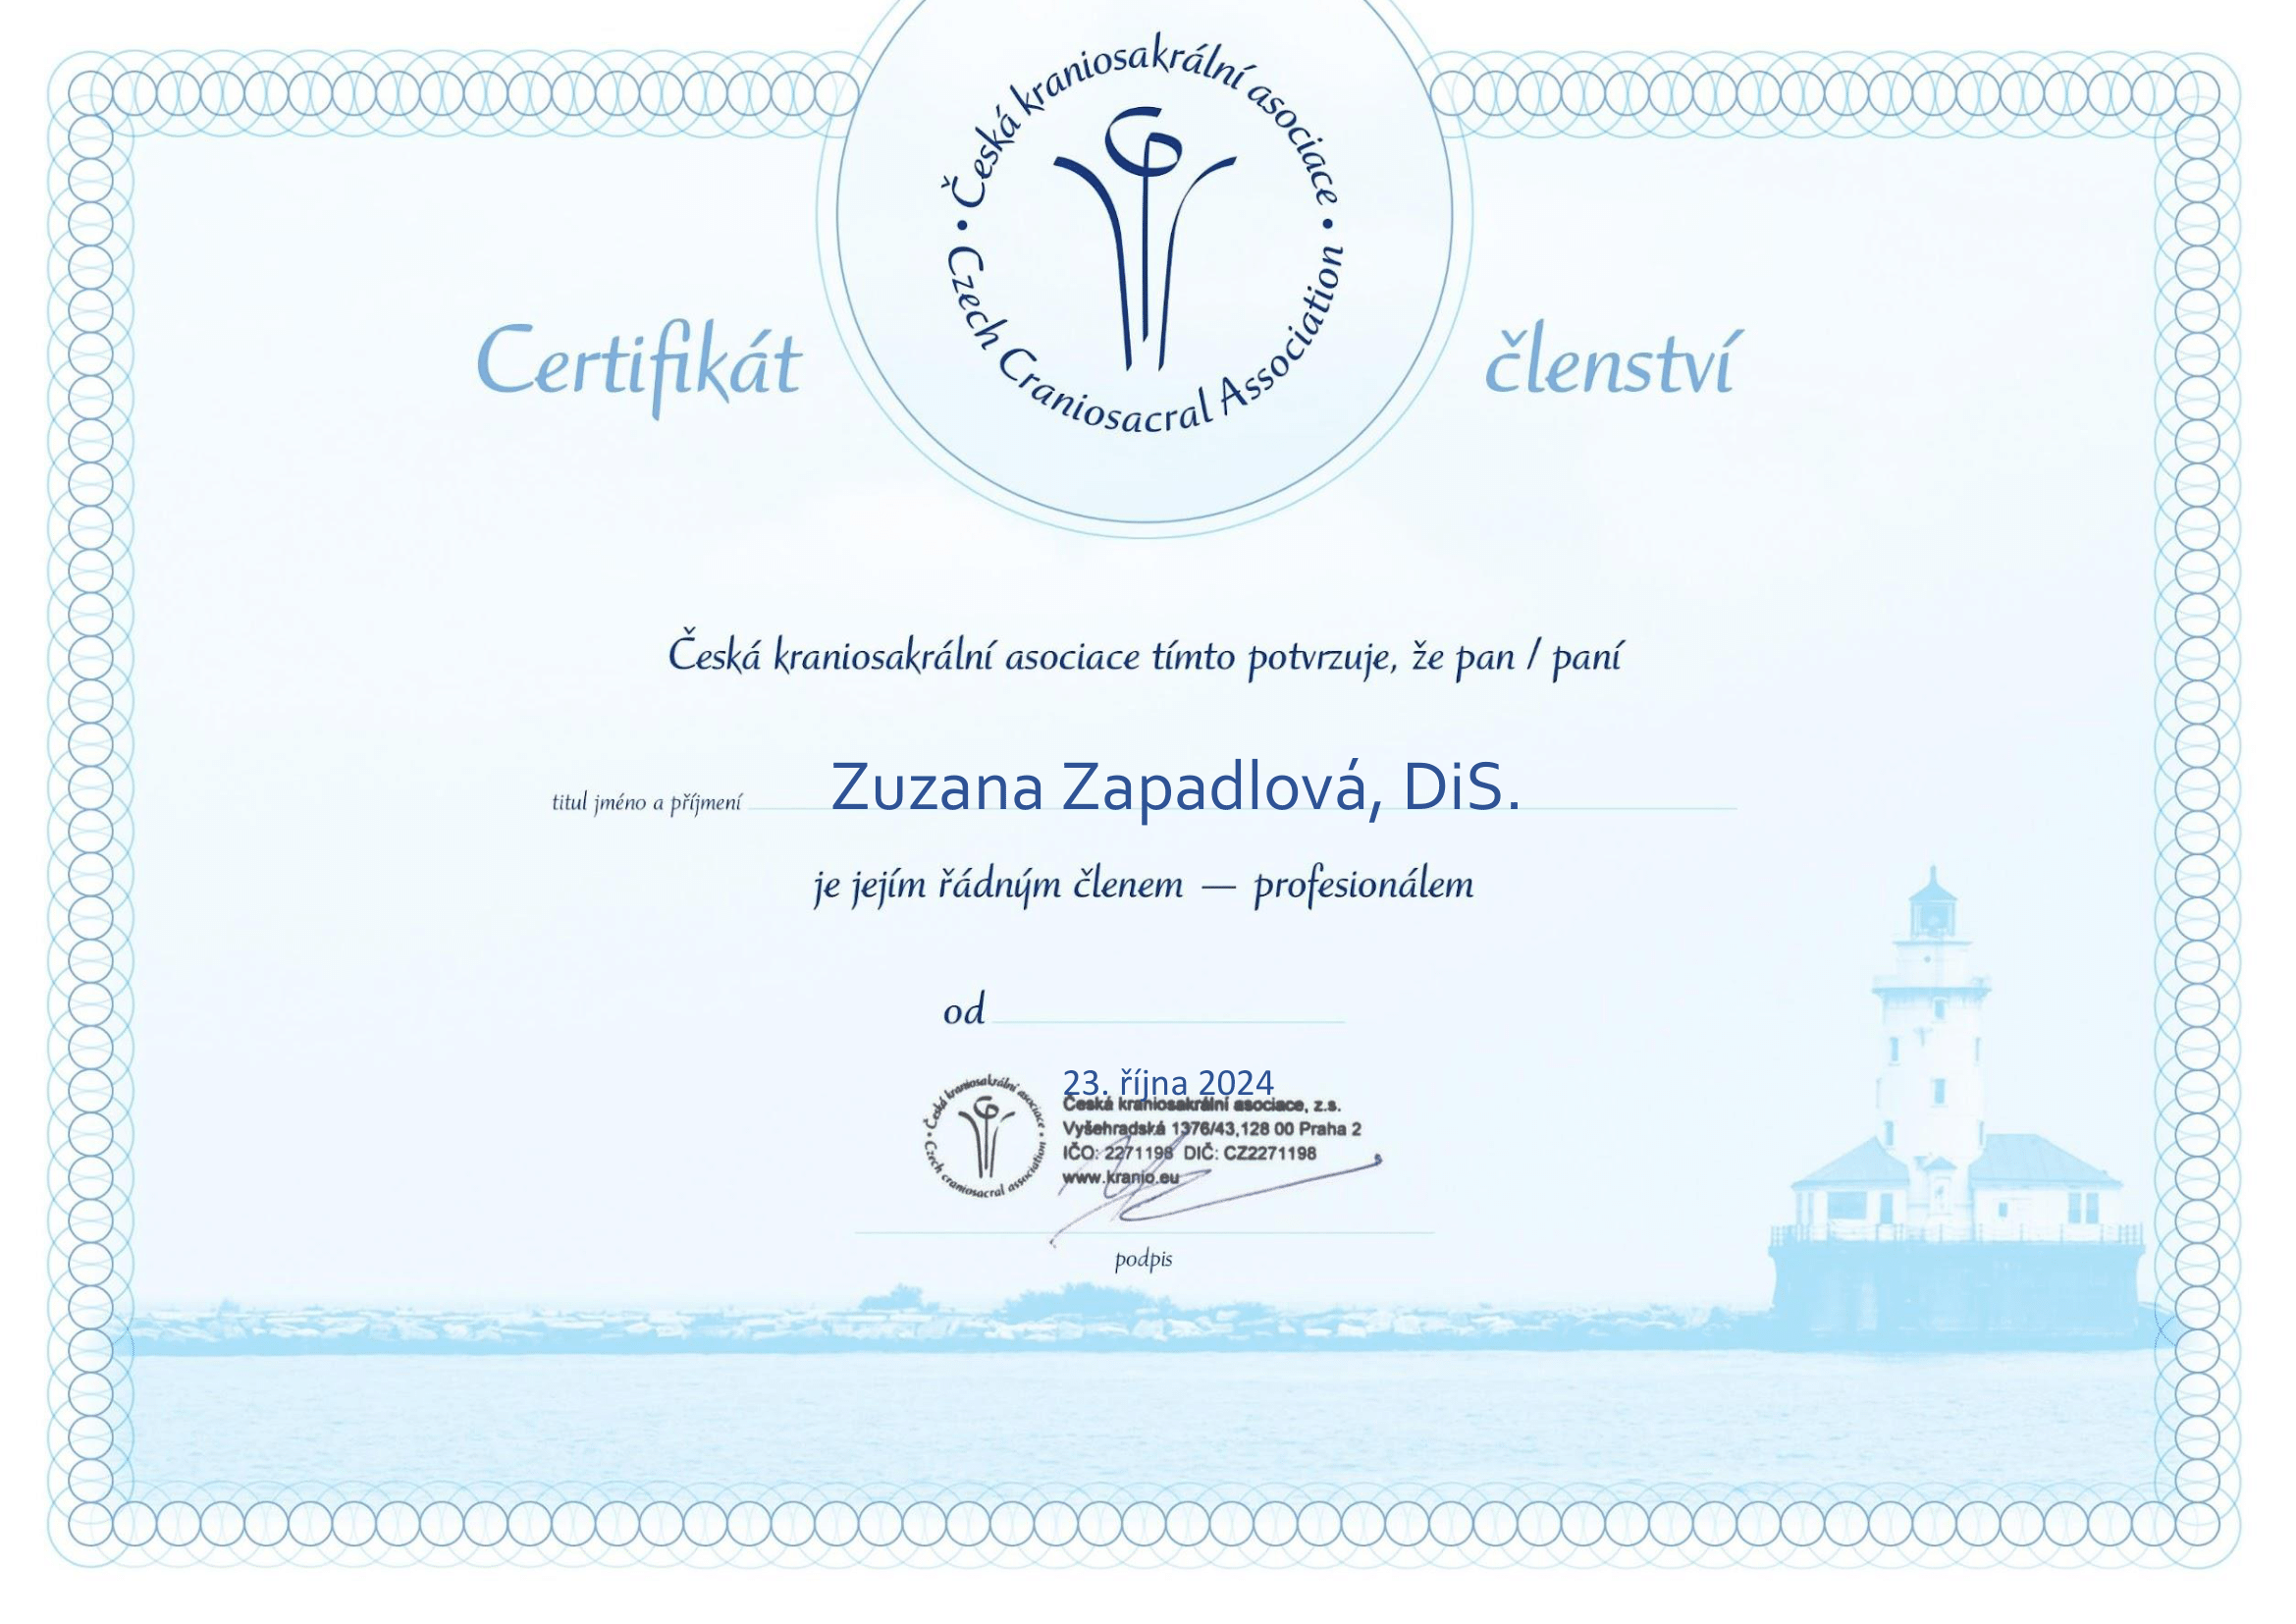 • Česká kraniosakrální asociace •
Czech Craniosacral Association
Certifikát členství
Česká kraniosakrální asociace tímto potvrzuje, že pan / paní
titul jméno a příjmení Zuzana Zapadlová, DiS.
je jejím řádným členem — profesionálem
od
23. října 2024
• Česká kraniosakrální asociace •
Czech craniosacral association
Česká kraniosakrální asociace, z.s.
Vyšehradská 1376/43,128 00 Praha 2
IČO: 2271198 DIČ: CZ2271198
www.kranio.eu
podpis